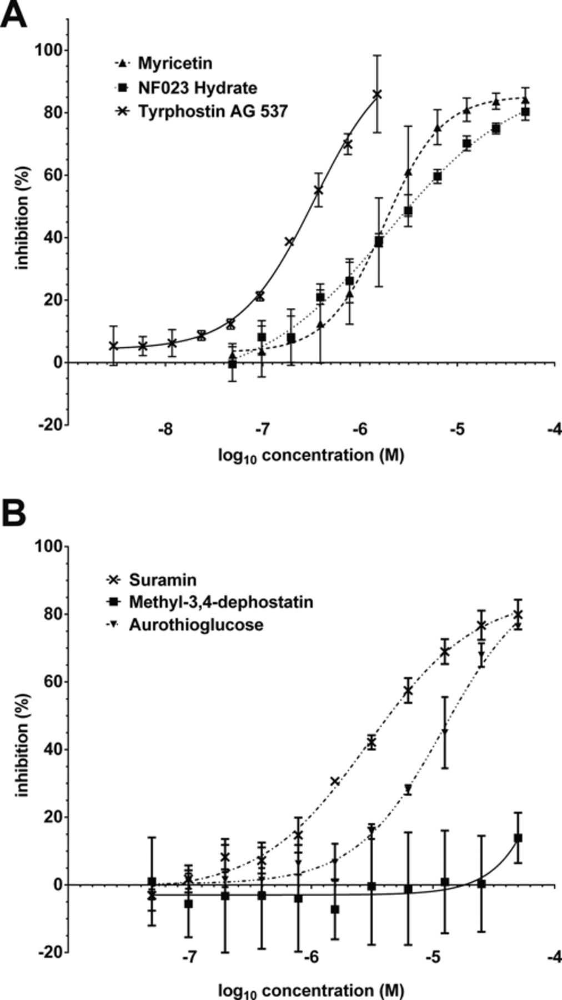 A
100
80
60
40
20
0
-20
inhibition (%)
Myricetin
NF023 Hydrate
Tyrphostin AG 537
-8 -7 -6 -5 -4
log10 concentration (M)
B
100
80
60
40
20
0
-20
inhibition (%)
Suramin
Methyl-3,4-dephostatin
Aurothioglucose
-7 -6 -5 -4
log10 concentration (M)